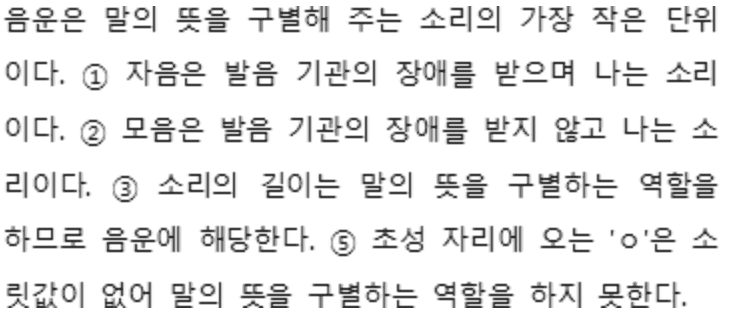 음운은 말의 뜻을 구별해 주는 소리의 가장 작은 단위
이다. ① 자음은 발음 기관의 장애를 받으며 나는 소리
이다. ② 모음은 발음 기관의 장애를 받지 않고 나는 소
리이다. ③ 소리의 길이는 말의 뜻을 구별하는 역할을
하므로 음운에 해당한다. ⑤ 초성 자리에 오는 'ㅇ'은 소
릿값이 없어 말의 뜻을 구별하는 역할을 하지 못한다.